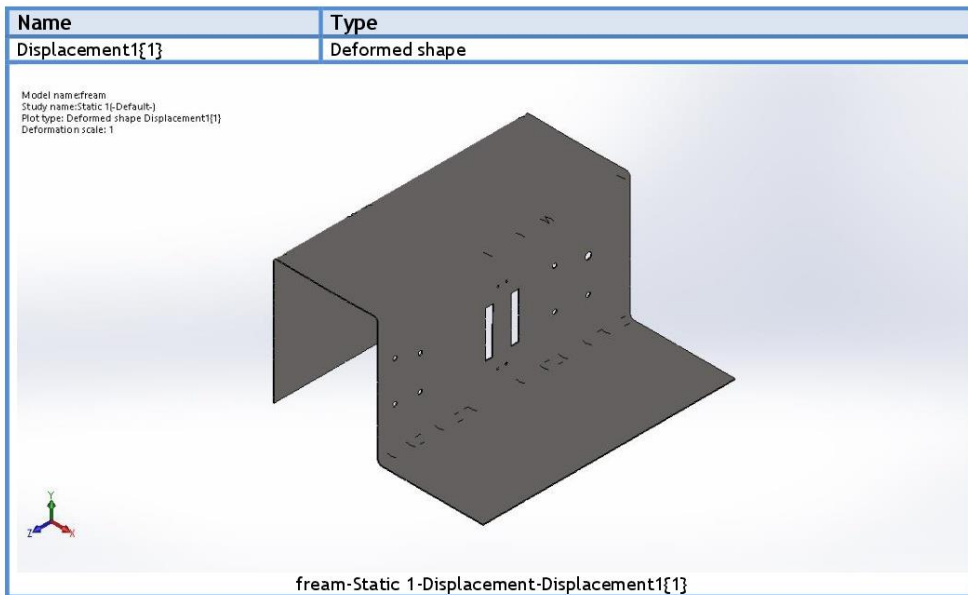 Name Type
Displacement1{1} Deformed shape
Model name:fream
Study name:Static 1(-Default-)
Plot type: Deformed shape Displacement1{1}
Deformation scale: 1
Y
Z X
fream-Static 1-Displacement-Displacement1{1}